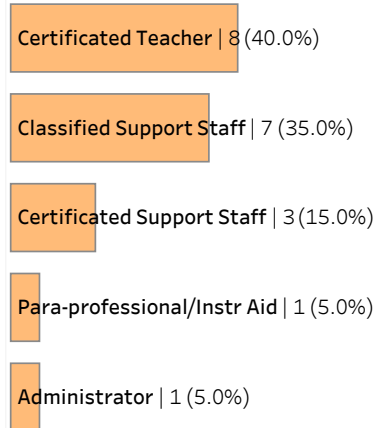 Certificated Teacher | 8 (40.0%)
Classified Support Staff | 7 (35.0%)
Certificated Support Staff | 3 (15.0%)
Para-professional/Instr Aid | 1 (5.0%)
Administrator | 1 (5.0%)